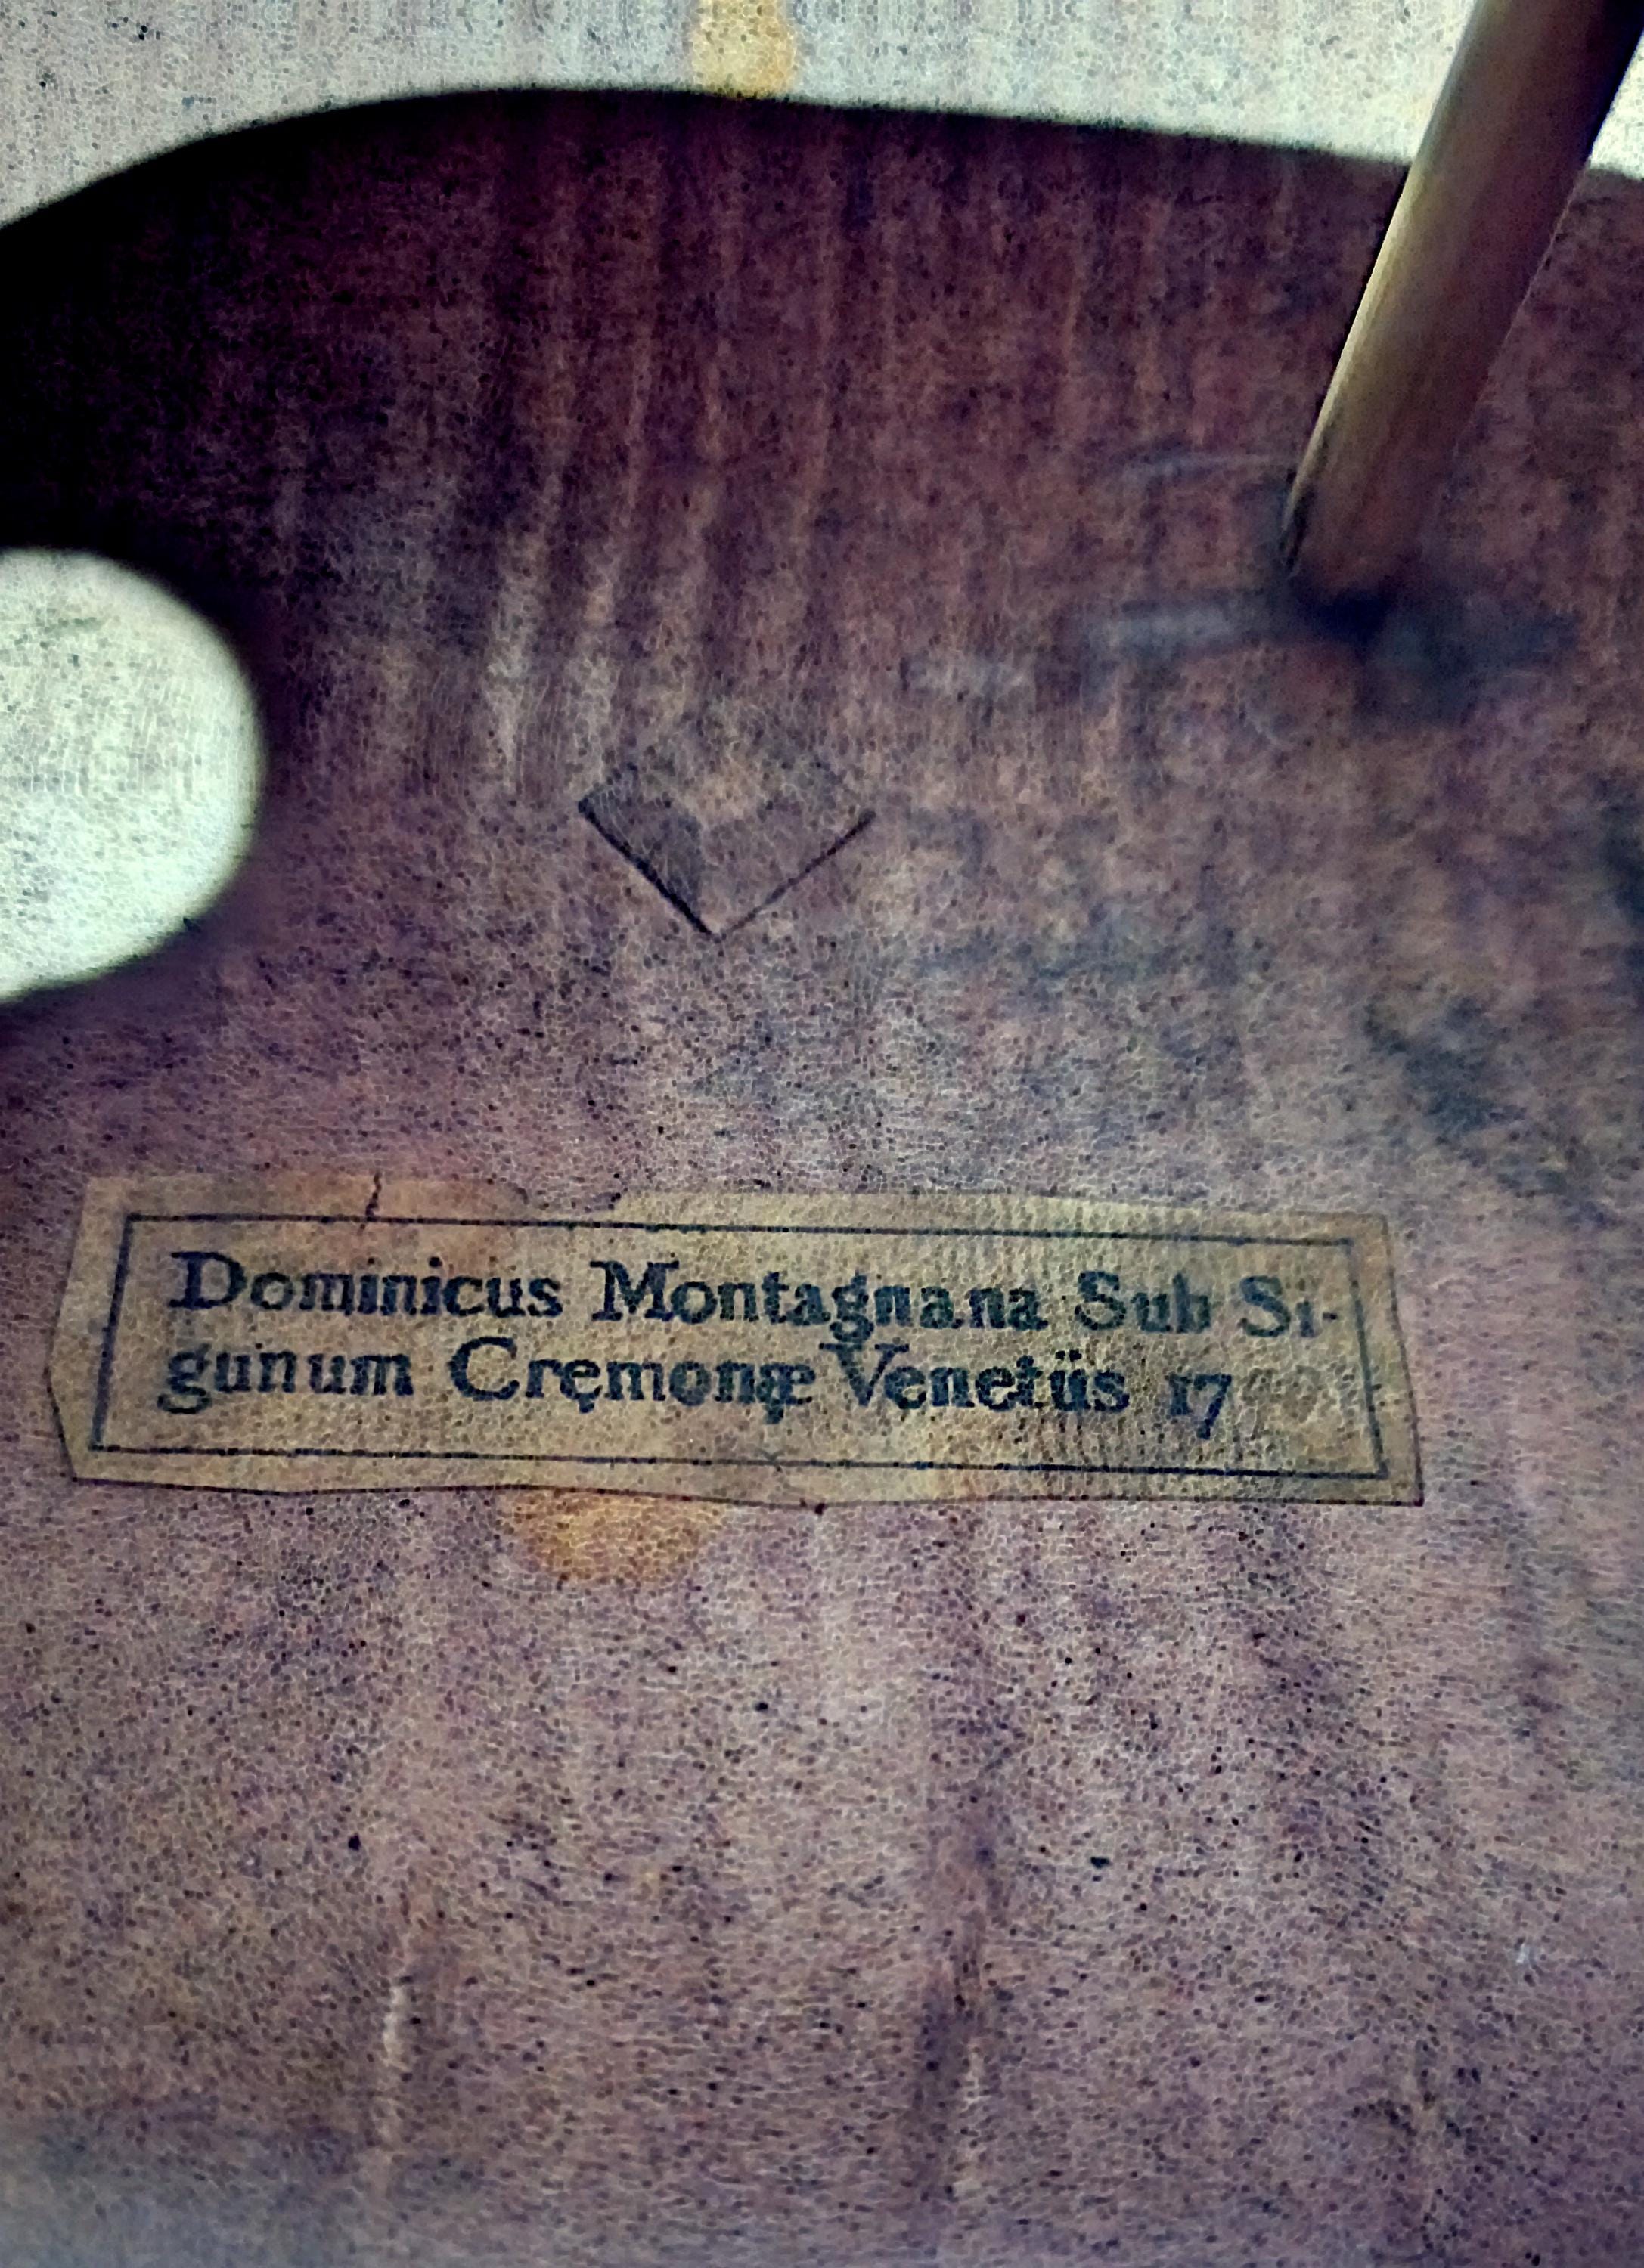 Dominicus Montagnana Sub Si-
gunum Cręmonę Venetüs 17